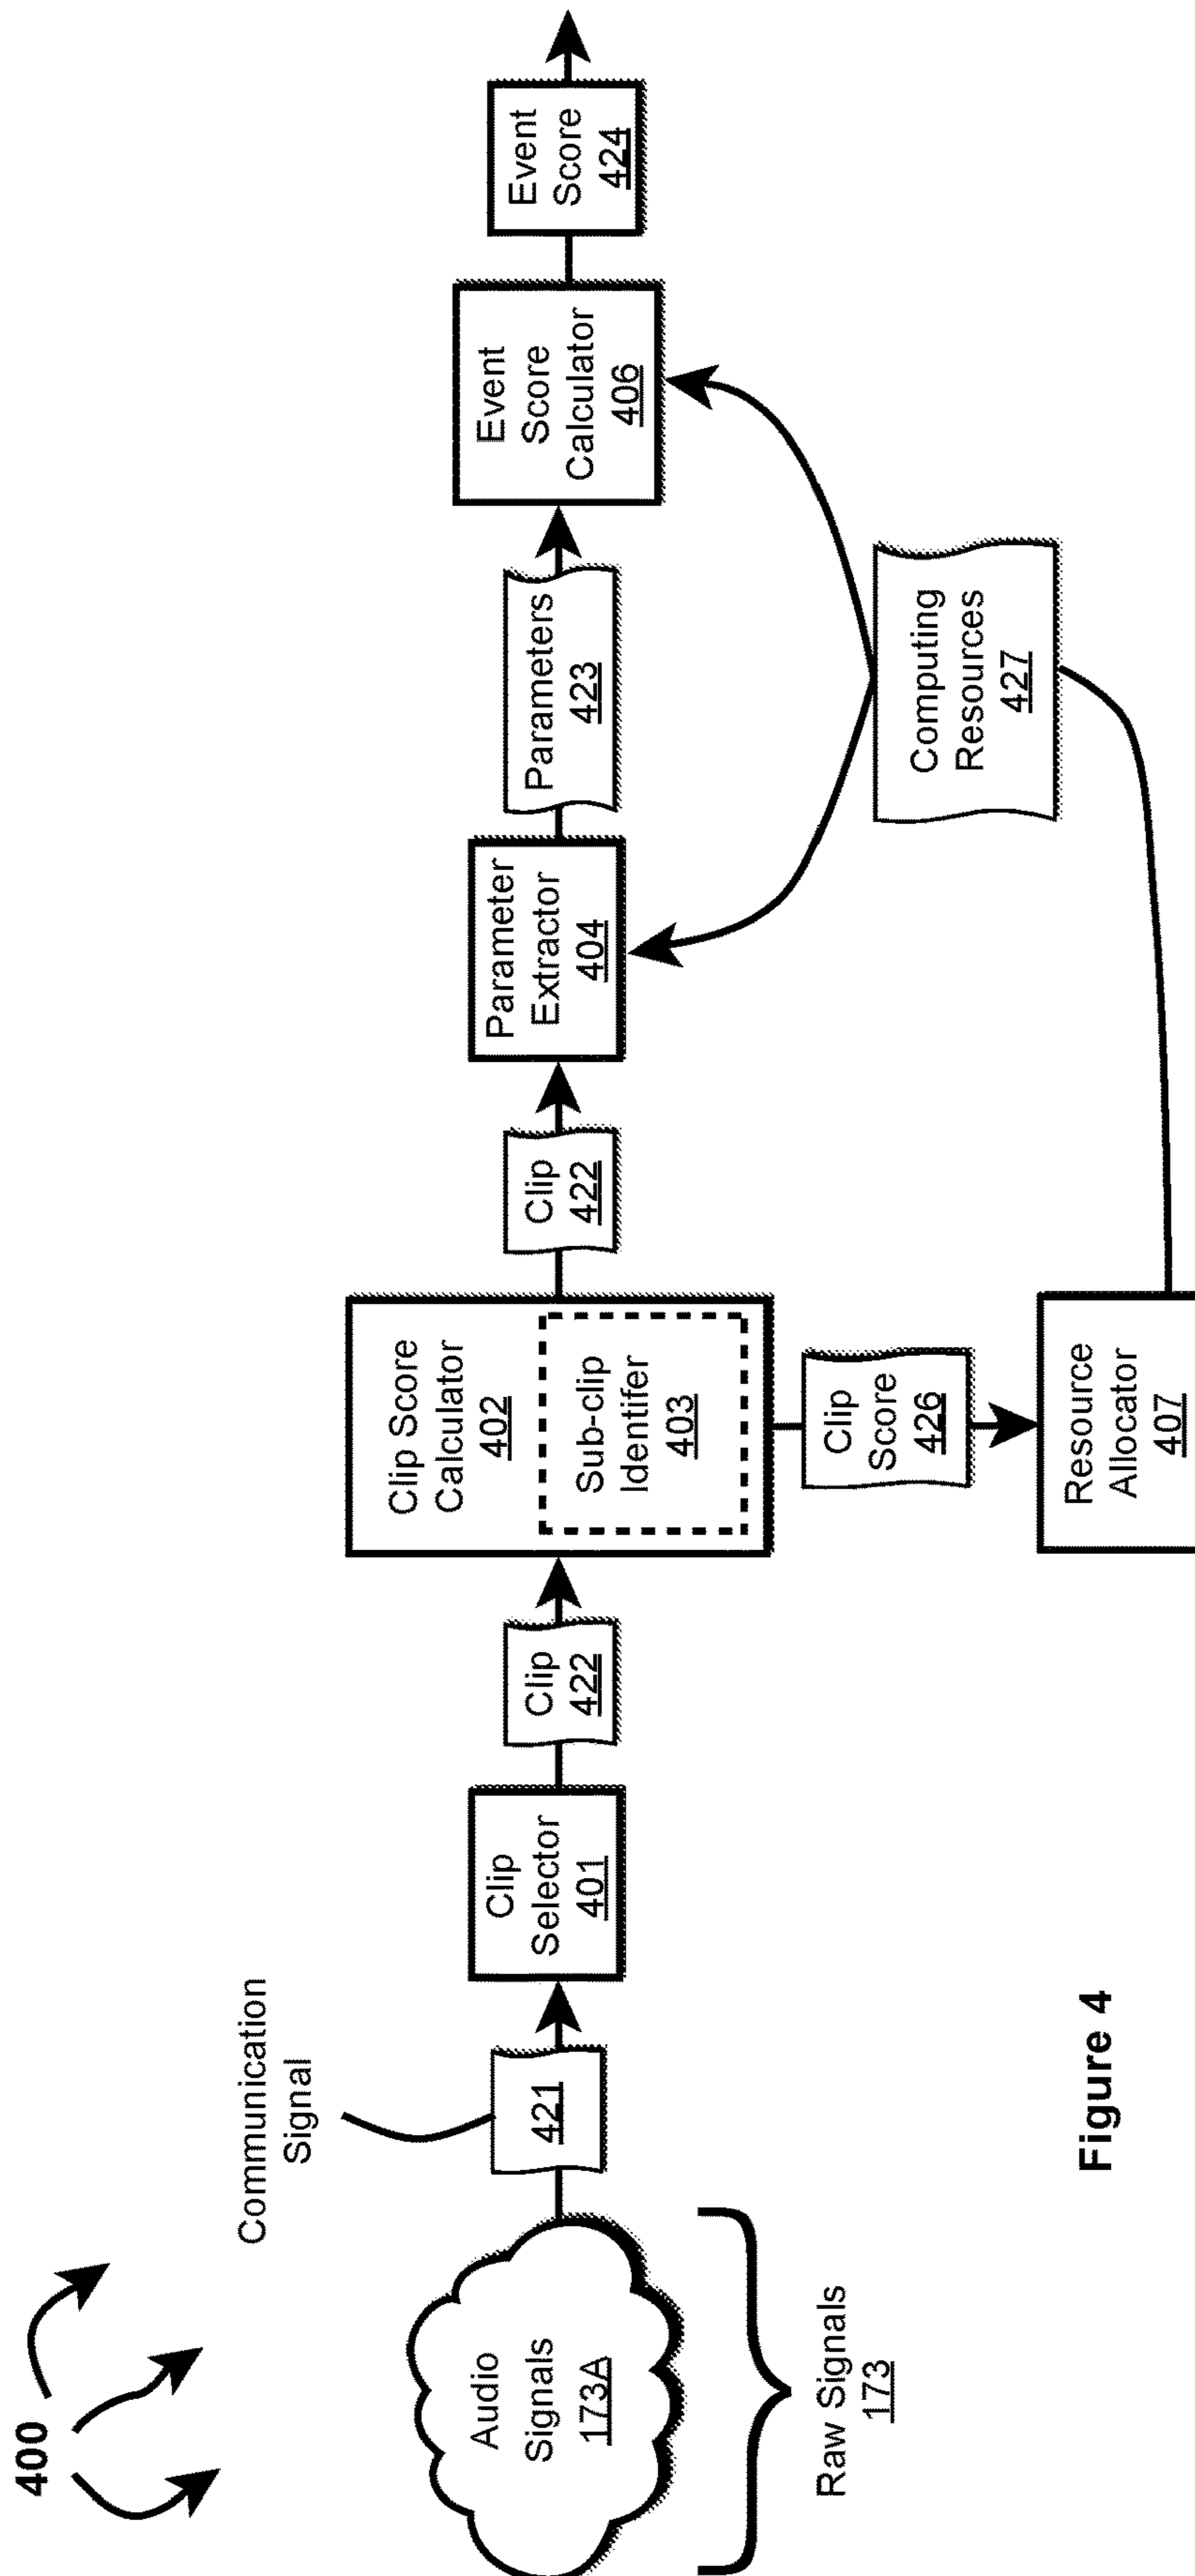 400
Communication
Signal
Audio
Signals
173A
Raw Signals
173
421
Clip
Selector
401
Clip
422
Clip Score
Calculator
402
Sub-clip
Identifer
403
Clip
422
Parameter
Extractor
404
Parameters
423
Event
Score
Calculator
406
Event
Score
424
Clip
Score
426
Resource
Allocator
407
Computing
Resources
427
Figure 4